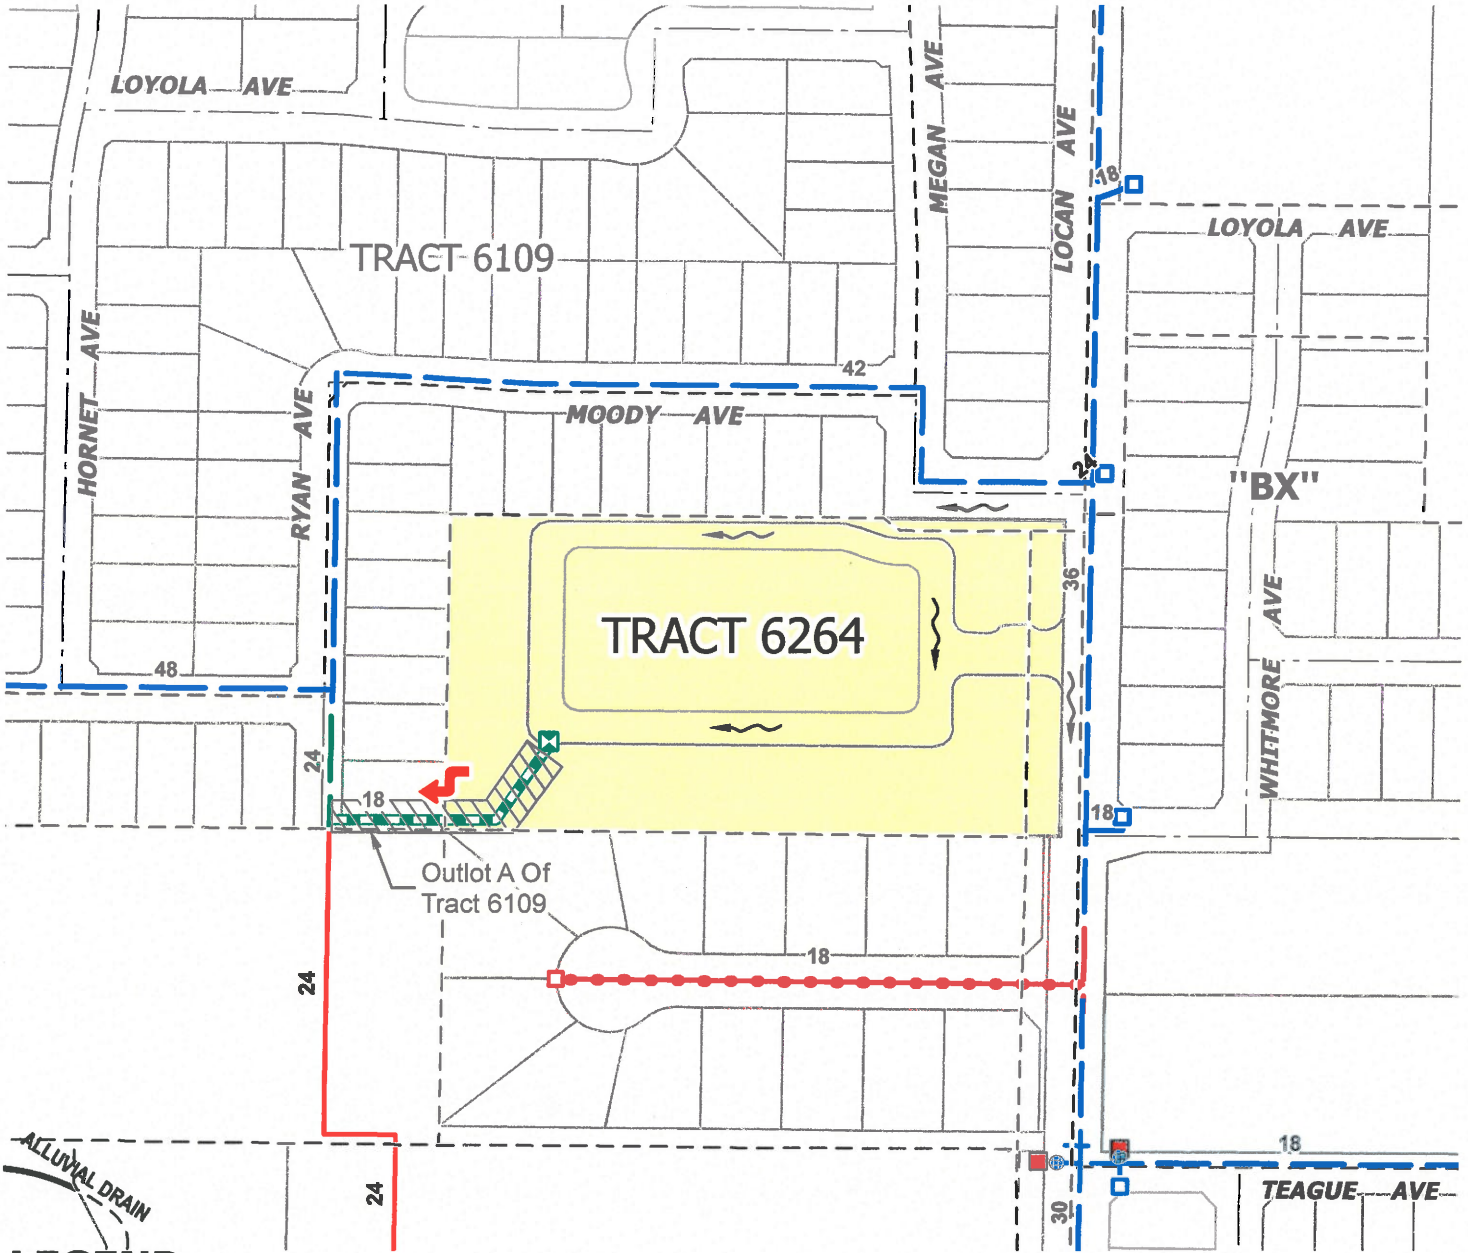 LOYOLA AVE
MEGAN AVE
LOCAN AVE
18
LOYOLA AVE
TRACT 6109
HORNET AVE
RYAN AVE
42
MOODY AVE
24
"BX"
36
TRACT 6264
WHITMORE AVE
48
24
18
18
Outlot A Of
Tract 6109
18
24
ALLUVIAL DRAIN
18
24
30
TEAGUE AVE
LEGEND